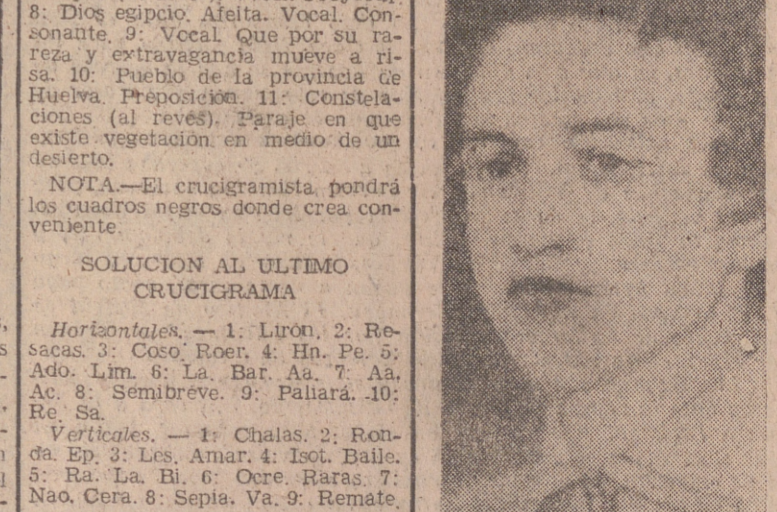 8: Dios egipcio. Afeita. Vocal. Con-
sonante. 9: Vocal. Que por su ra-
reza y extravagancia mueve a ri-
sa. 10: Pueblo de la provincia de
Huelva. Preposición. 11: Constela-
ciones (al revés). Paraje en que
existe vegetación en medio de un
desierto.
NOTA.—El crucigramista pondrá
los cuadros negros donde crea con-
veniente.
SOLUCION AL ULTIMO
CRUCIGRAMA
Horizontales. — 1: Lirón. 2: Re-
sacas. 3: Coso. Roer. 4: Hn. Pe. 5:
Ado. Lim. 6: La. Bar. Aa. 7: Aa.
Ac. 8: Semibreve. 9: Paliará. 10:
Re. Sa.
Verticales. — 1: Chalas. 2: Ron-
da. Ep. 3: Les. Amar. 4: Isot. Baile.
5: Ra. La. Bi. 6: Ocre. Raras. 7:
Nao. Cera. 8: Sepia. Va. 9: Remate.